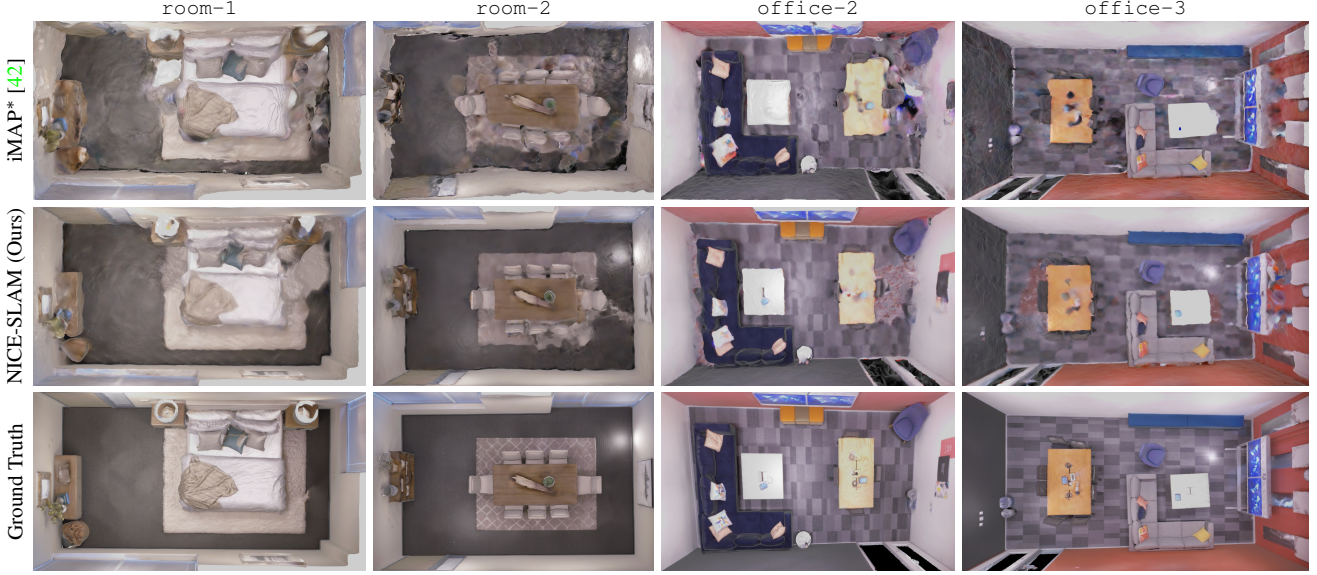 room-1 room-2 office-2 office-3
iMAP* [42]
NICE-SLAM (Ours)
Ground Truth